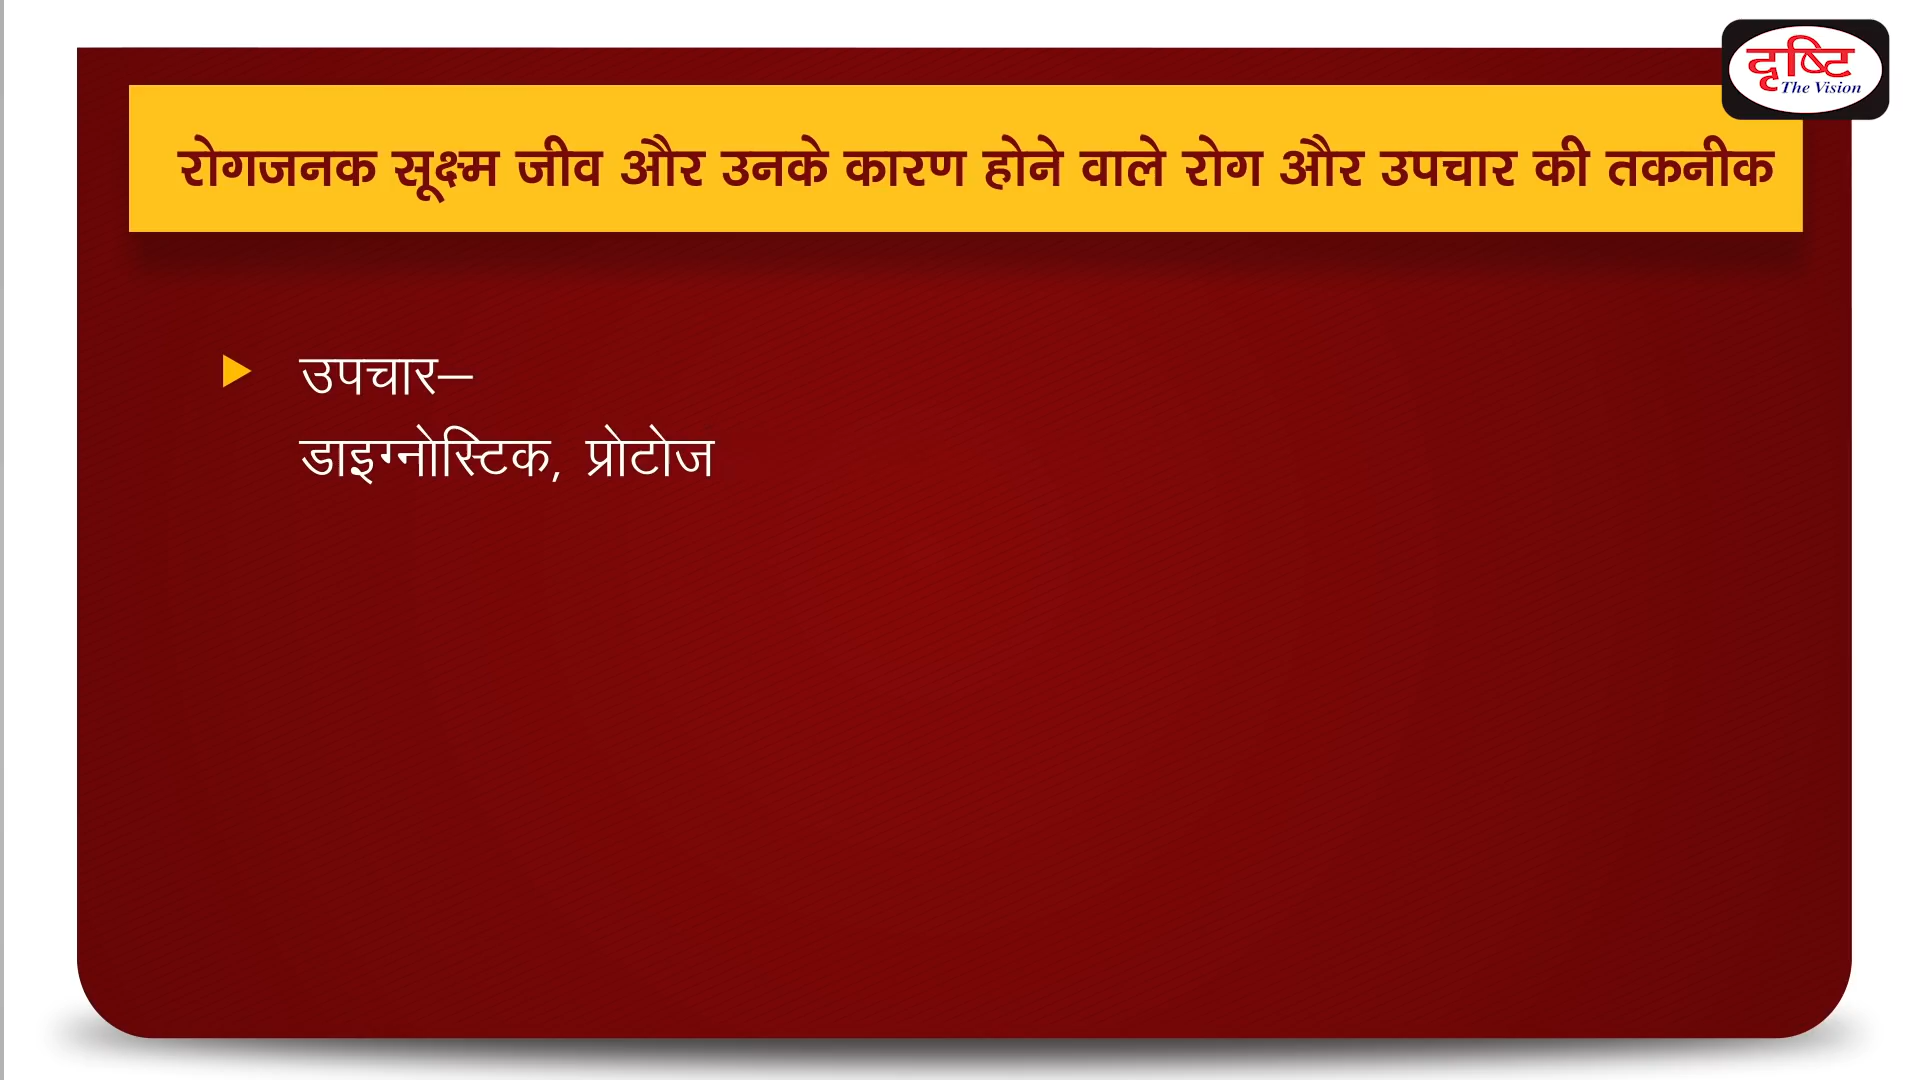 दृष्टि
The Vision
रोगजनक सूक्ष्म जीव और उनके कारण होने वाले रोग और उपचार की तकनीक
उपचार–
डाइग्नोस्टिक, प्रोटोज